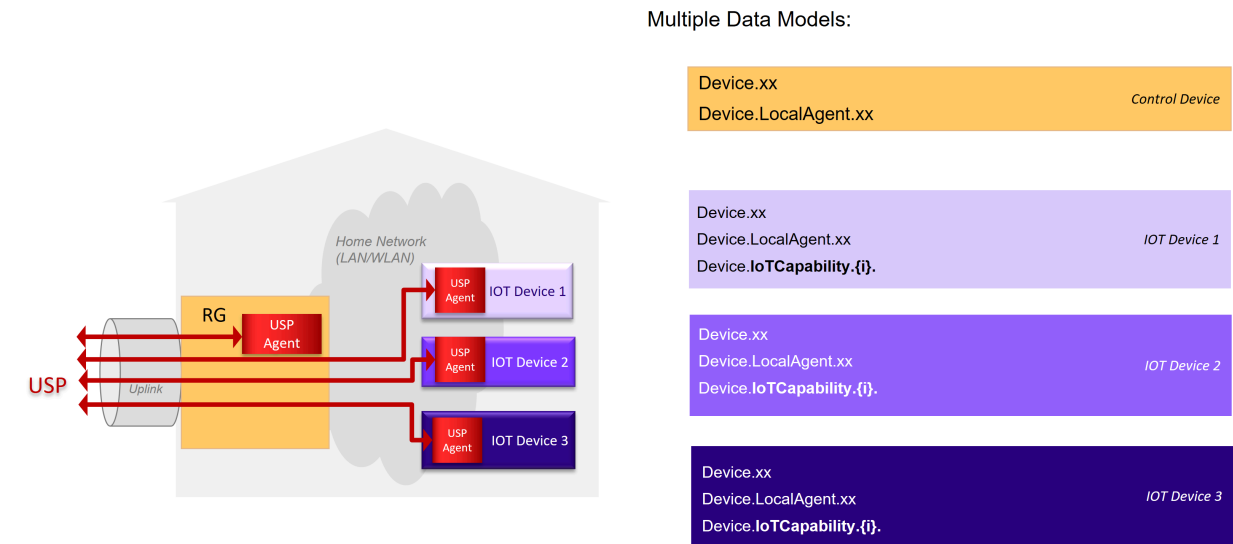 Multiple Data Models:
Device.xx
Device.LocalAgent.xx
Control Device
Home Network
(LAN/WLAN)
RG
USP
Agent
USP
Agent
IOT Device 1
USP
Agent
IOT Device 2
USP
Agent
IOT Device 3
USP
Uplink
Device.xx
Device.LocalAgent.xx
Device.IoTCapability.{i}.
IOT Device 1
Device.xx
Device.LocalAgent.xx
Device.IoTCapability.{i}.
IOT Device 2
Device.xx
Device.LocalAgent.xx
Device.IoTCapability.{i}.
IOT Device 3